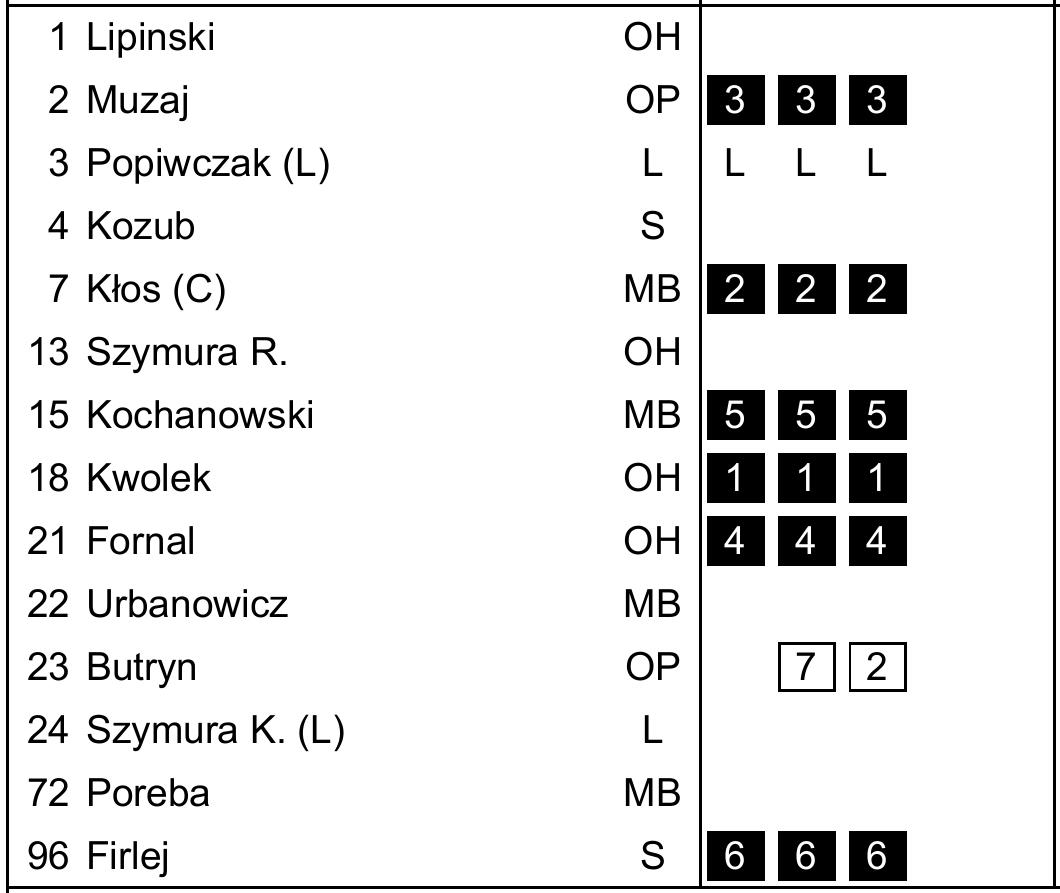 1 Lipinski OH
2 Muzaj OP 3 3 3
3 Popiwczak (L) L L L L
4 Kozub S
7 Kłos (C) MB 2 2 2
13 Szymura R. OH
15 Kochanowski MB 5 5 5
18 Kwolek OH 1 1 1
21 Fornal OH 4 4 4
22 Urbanowicz MB
23 Butryn OP 7 2
24 Szymura K. (L) L
72 Poreba MB
96 Firlej S 6 6 6